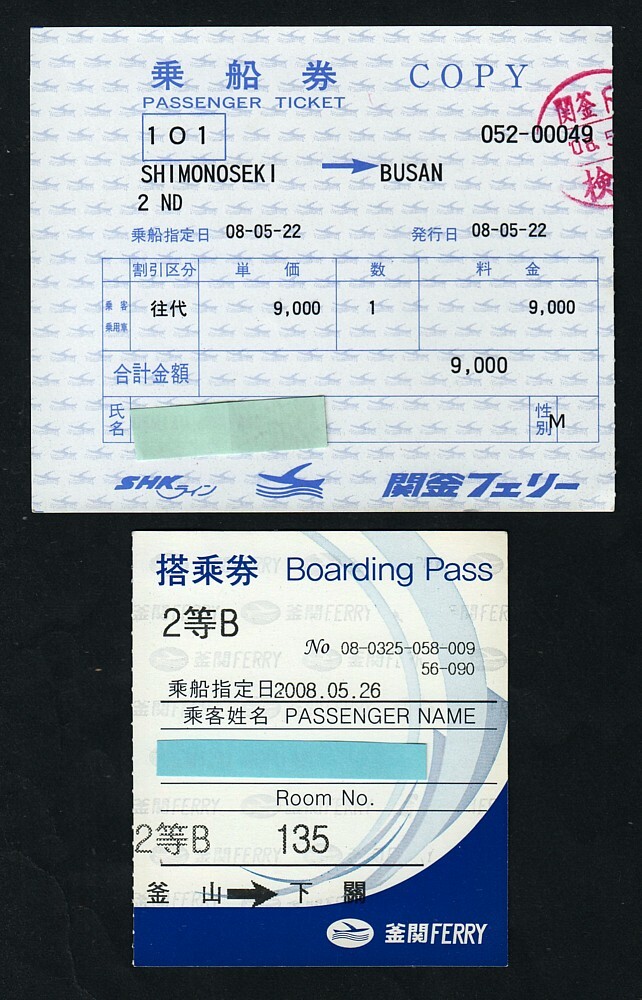 乗船券 COPY
PASSENGER TICKET
関釜F
101
052-00049
08.5
検
SHIMONOSEKI → BUSAN
2 ND
乗船指定日 08-05-22 発行日 08-05-22
割引区分 単価 数 料金
乗客
乗用車
往代 9,000 1 9,000
合計金額 9,000
氏名 性別 M
SHKライン 関釜フェリー
搭乗券 Boarding Pass
2等B
No 08-0325-058-009
56-090
乗船指定日2008.05.26
乗客姓名 PASSENGER NAME
Room No.
2等B 135
釜山 → 下關
釜関FERRY